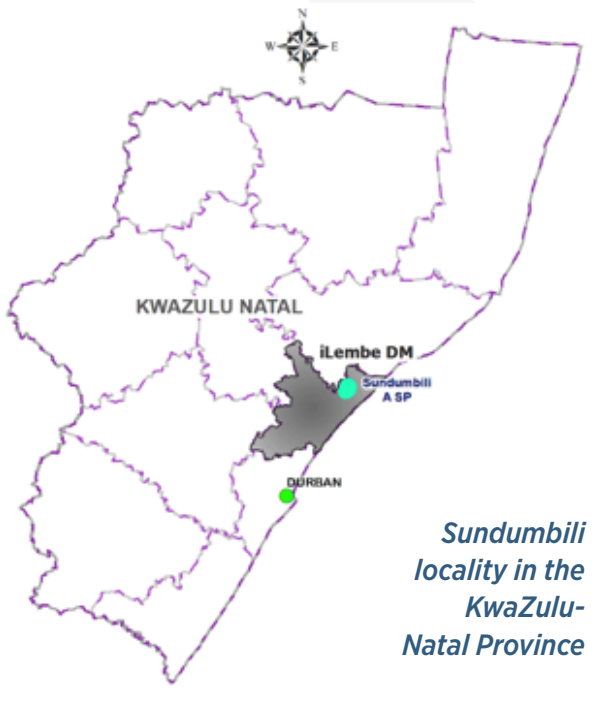 N
W E
S
KWAZULU NATAL
iLembe DM
Sundumbili
A SP
DURBAN
Sundumbili
locality in the
KwaZulu-
Natal Province